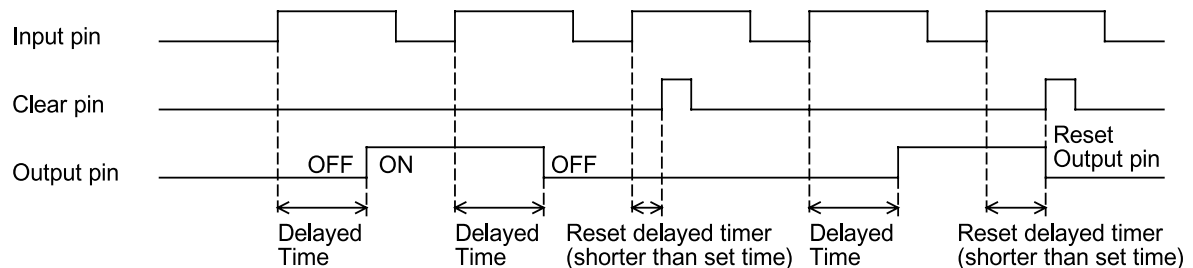 Input pin
Clear pin
Reset
Output pin
Output pin
OFF
ON
OFF
Delayed
Time
Delayed
Time
Reset delayed timer
(shorter than set time)
Delayed
Time
Reset delayed timer
(shorter than set time)